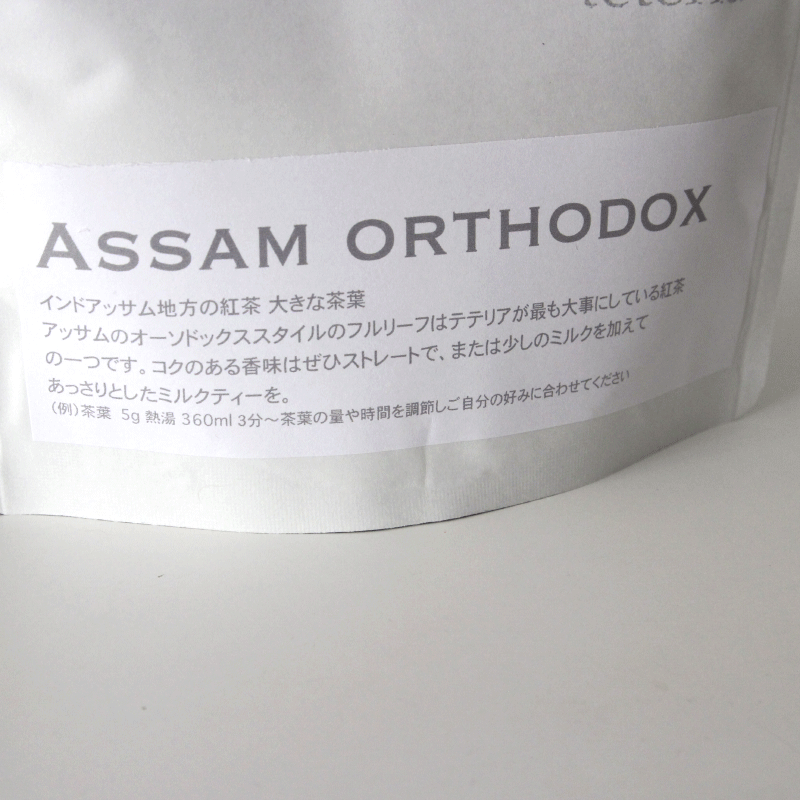 ASSAM ORTHODOX
インドアッサム地方の紅茶 大きな茶葉
アッサムのオーソドックススタイルのフルリーフはテテリアが最も大事にしている紅茶
の一つです。コクのある香味はぜひストレートで、または少しのミルクを加えて
あっさりとしたミルクティーを。
（例）茶葉 5g 熱湯 360ml 3分～茶葉の量や時間を調節しご自分の好みに合わせてください